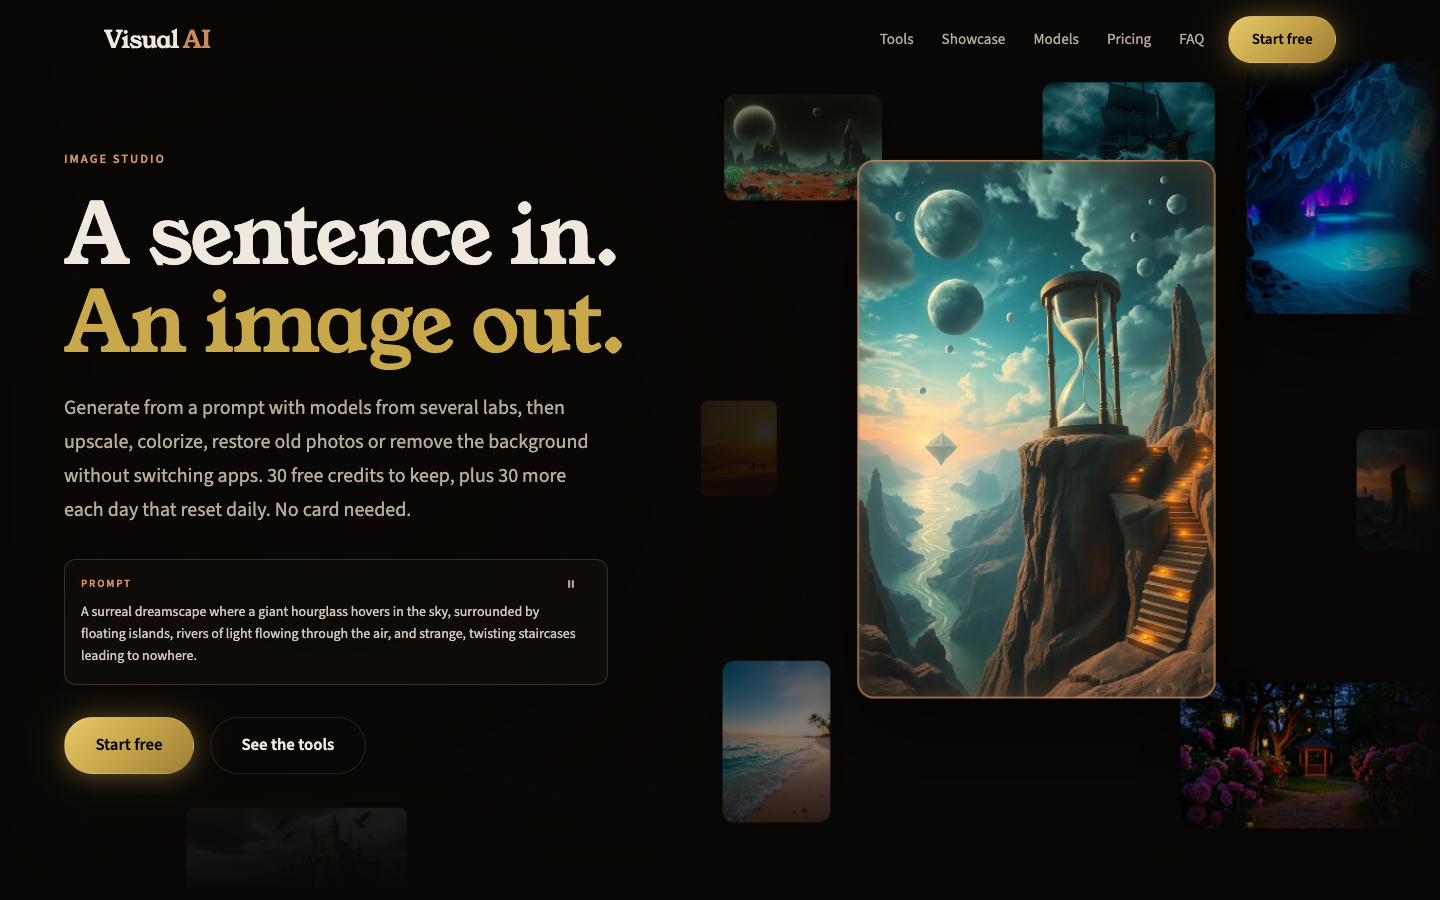 Visual AI
Tools
Showcase
Models
Pricing
FAQ
Start free
IMAGE STUDIO
A sentence in.
An image out.
Generate from a prompt with models from several labs, then
upscale, colorize, restore old photos or remove the background
without switching apps. 30 free credits to keep, plus 30 more
each day that reset daily. No card needed.
PROMPT
A surreal dreamscape where a giant hourglass hovers in the sky, surrounded by
floating islands, rivers of light flowing through the air, and strange, twisting staircases
leading to nowhere.
Start free
See the tools